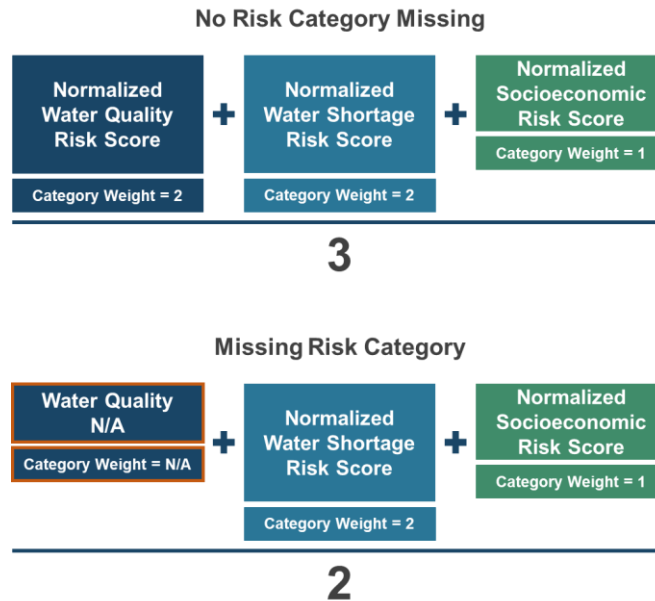 No Risk Category Missing
Normalized
Water Quality
Risk Score
Category Weight = 2
+
Normalized
Water Shortage
Risk Score
Category Weight = 2
+
Normalized
Socioeconomic
Risk Score
Category Weight = 1
3
Missing Risk Category
Water Quality
N/A
Category Weight = N/A
+
Normalized
Water Shortage
Risk Score
Category Weight = 2
+
Normalized
Socioeconomic
Risk Score
Category Weight = 1
2